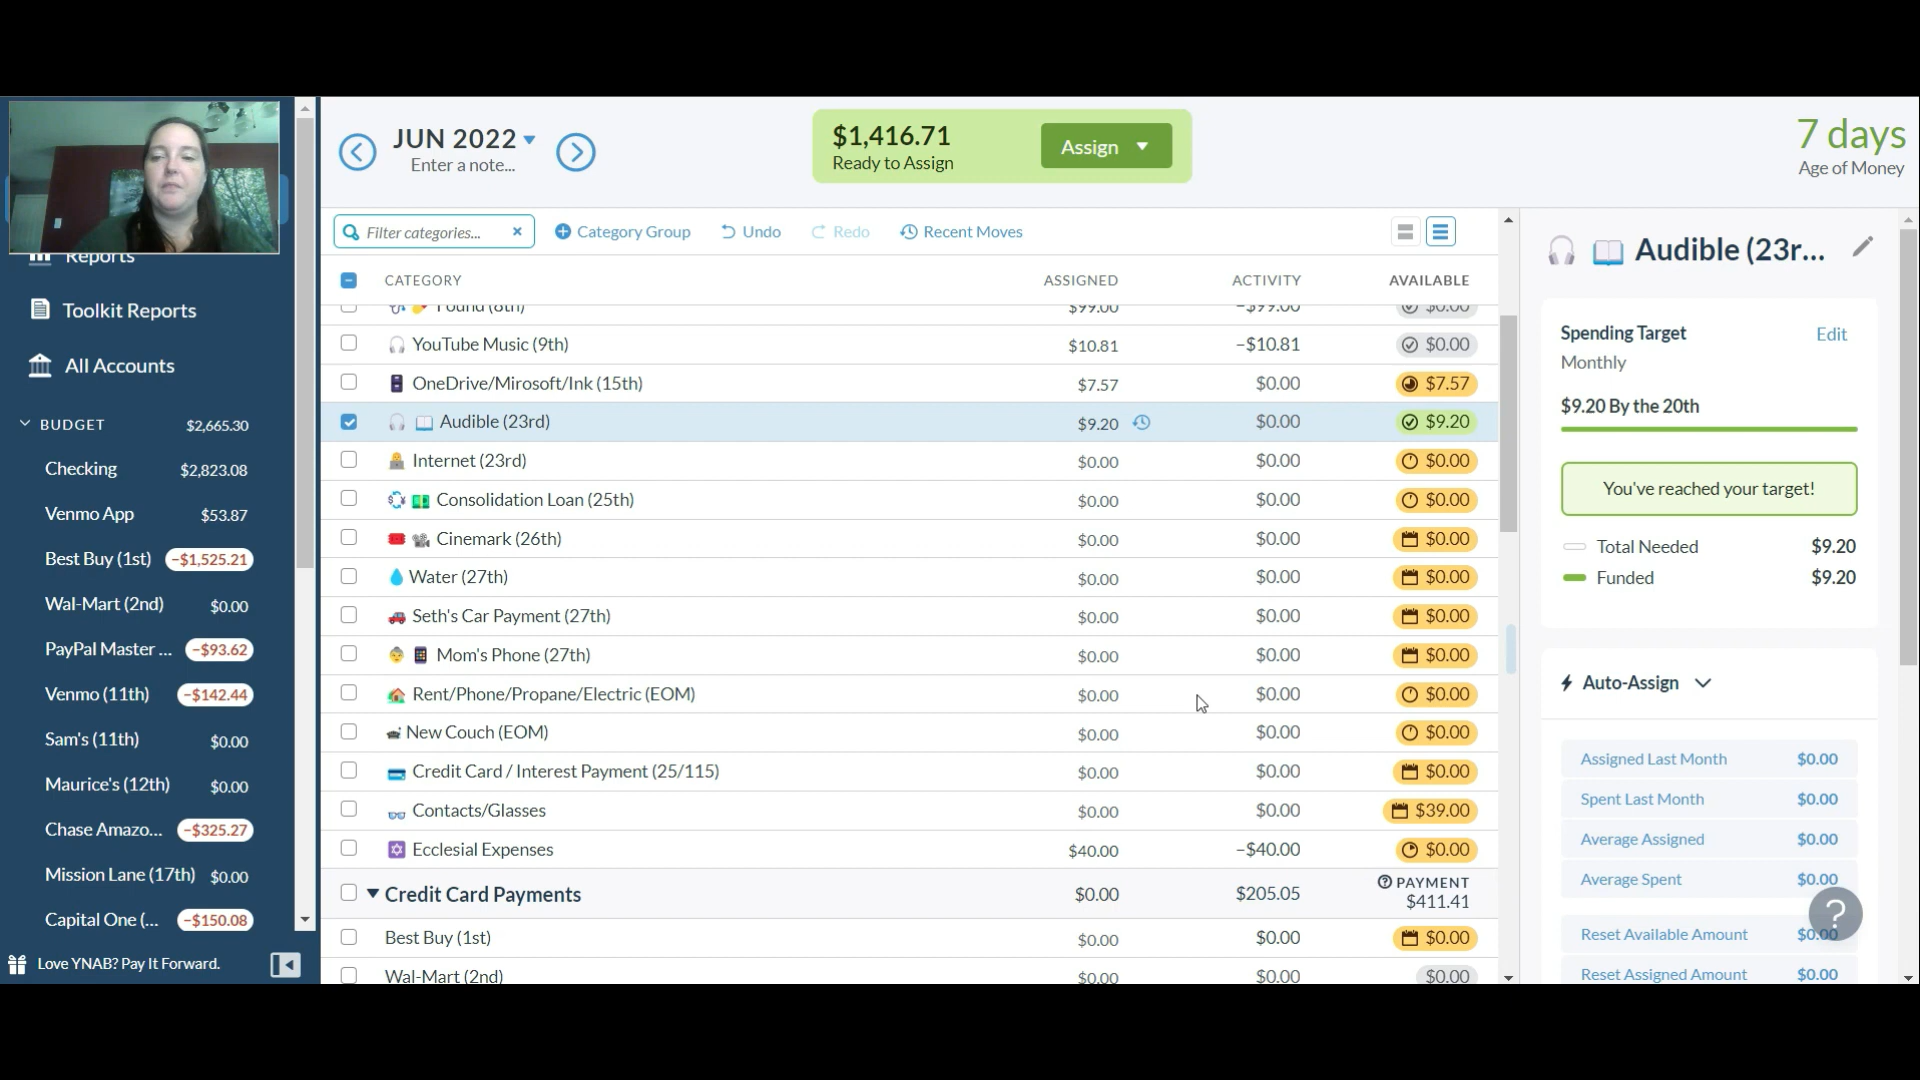 JUN 2022
Enter a note...
$1,416.71
Ready to Assign
Assign
7 days
Age of Money
Reports
Toolkit Reports
All Accounts
BUDGET $2,665.30
Checking $2,823.08
Venmo App $53.87
Best Buy (1st) −$1,525.21
Wal-Mart (2nd) $0.00
PayPal Master ... −$93.62
Venmo (11th) −$142.44
Sam's (11th) $0.00
Maurice's (12th) $0.00
Chase Amazo... −$325.27
Mission Lane (17th) $0.00
Capital One (... −$150.08
Love YNAB? Pay It Forward.
Filter categories...
Category Group
Undo
Redo
Recent Moves
CATEGORY ASSIGNED ACTIVITY AVAILABLE
Found (8th) $99.00 −$99.00 $0.00
YouTube Music (9th) $10.81 −$10.81 $0.00
OneDrive/Mirosoft/Ink (15th) $7.57 $0.00 $7.57
Audible (23rd) $9.20 $0.00 $9.20
Internet (23rd) $0.00 $0.00 $0.00
Consolidation Loan (25th) $0.00 $0.00 $0.00
Cinemark (26th) $0.00 $0.00 $0.00
Water (27th) $0.00 $0.00 $0.00
Seth's Car Payment (27th) $0.00 $0.00 $0.00
Mom's Phone (27th) $0.00 $0.00 $0.00
Rent/Phone/Propane/Electric (EOM) $0.00 $0.00 $0.00
New Couch (EOM) $0.00 $0.00 $0.00
Credit Card / Interest Payment (25/115) $0.00 $0.00 $0.00
Contacts/Glasses $0.00 $0.00 $39.00
Ecclesial Expenses $40.00 −$40.00 $0.00
Credit Card Payments $0.00 $205.05 PAYMENT
$411.41
Best Buy (1st) $0.00 $0.00 $0.00
Wal-Mart (2nd) $0.00 $0.00 $0.00
Audible (23r...
Spending Target Edit
Monthly
$9.20 By the 20th
You've reached your target!
Total Needed $9.20
Funded $9.20
Auto-Assign
Assigned Last Month $0.00
Spent Last Month $0.00
Average Assigned $0.00
Average Spent $0.00
?
Reset Available Amount $0.00
Reset Assigned Amount $0.00